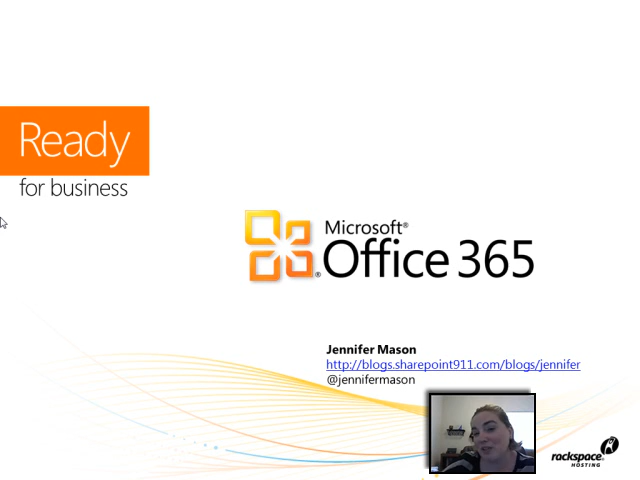 Ready
for business
Microsoft®
®Office 365
Jennifer Mason
http://blogs.sharepoint911.com/blogs/jennifer
@jennifermason
rackspace®
HOSTING